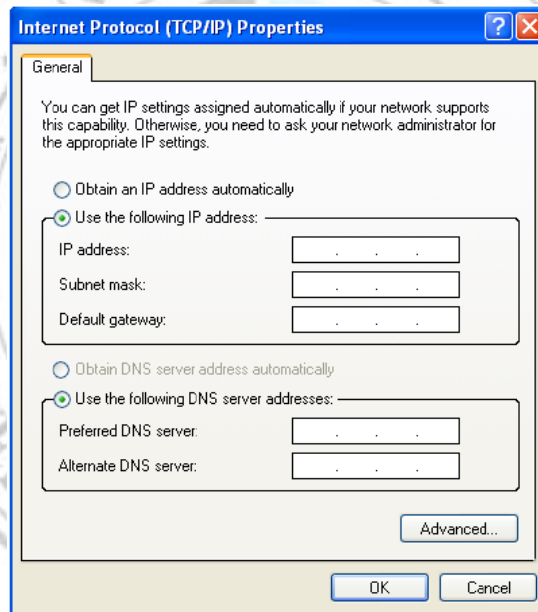 Internet Protocol (TCP/IP) Properties
General
You can get IP settings assigned automatically if your network supports
this capability. Otherwise, you need to ask your network administrator for
the appropriate IP settings.
Obtain an IP address automatically
Use the following IP address:
IP address:
Subnet mask:
Default gateway:
Obtain DNS server address automatically
Use the following DNS server addresses:
Preferred DNS server:
Alternate DNS server:
Advanced...
OK
Cancel